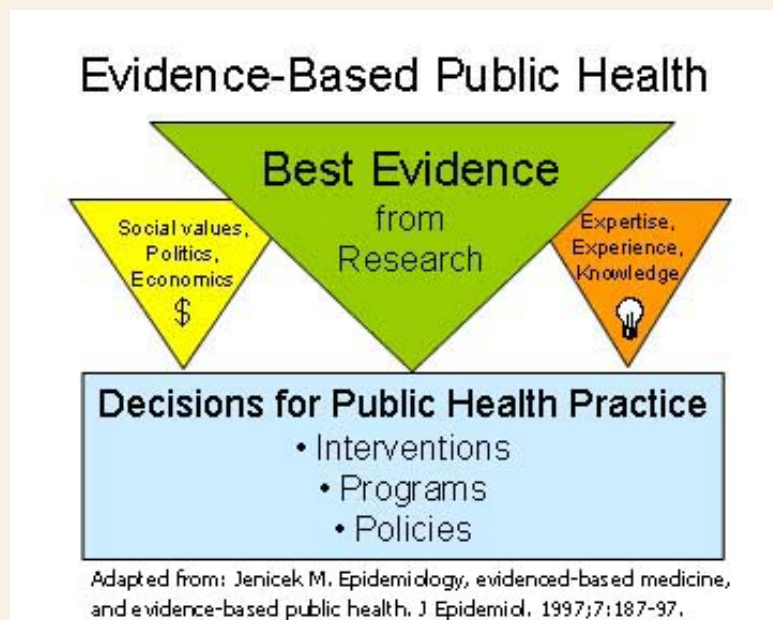 Evidence-Based Public Health
Best Evidence
from
Research
Social values,
Politics,
Economics
$
Expertise,
Experience,
Knowledge
Decisions for Public Health Practice
• Interventions
• Programs
• Policies
Adapted from: Jenicek M. Epidemiology, evidenced-based medicine,
and evidence-based public health. J Epidemiol. 1997;7:187-97.